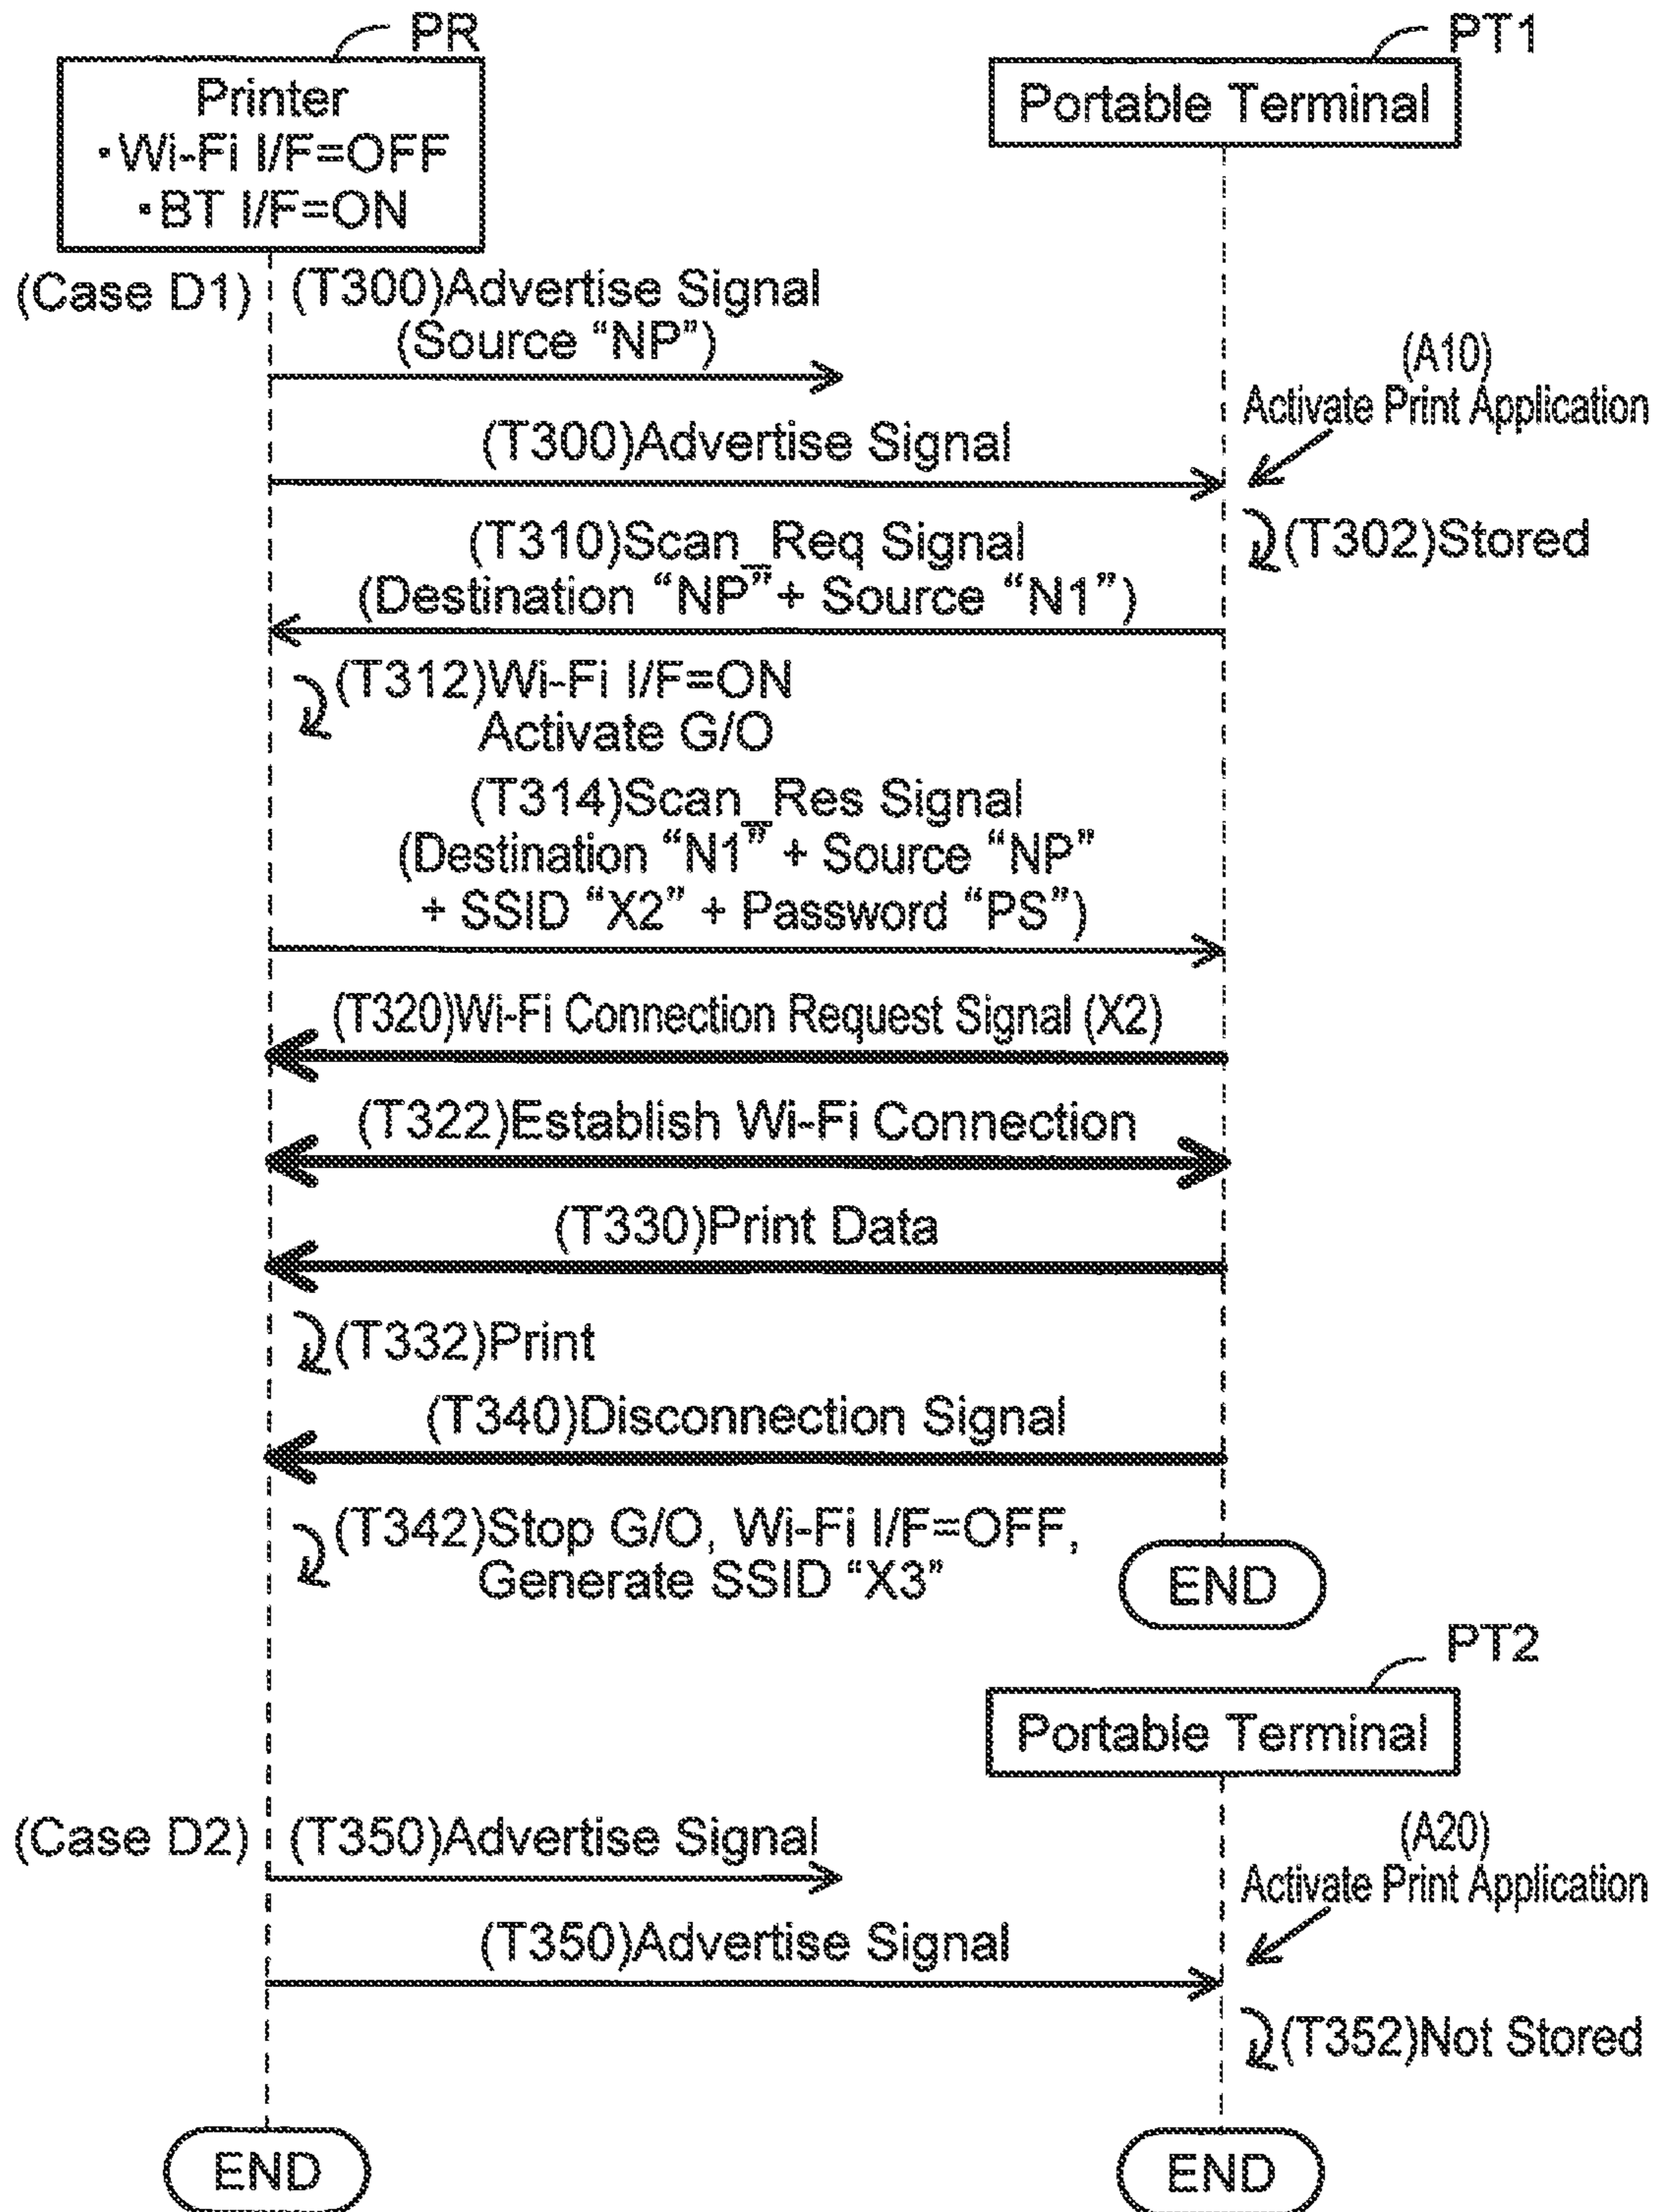 PR
PT1
Printer
・Wi-Fi I/F=OFF
・BT I/F=ON
Portable Terminal
(Case D1)
(T300)Advertise Signal
(Source “NP”)
(A10)
Activate Print Application
(T300)Advertise Signal
(T302)Stored
(T310)Scan_Req Signal
(Destination “NP”+ Source “N1”)
(T312)Wi-Fi I/F=ON
Activate G/O
(T314)Scan_Res Signal
(Destination “N1” + Source “NP”
+ SSID “X2” + Password “PS”)
(T320)Wi-Fi Connection Request Signal (X2)
(T322)Establish Wi-Fi Connection
(T330)Print Data
(T332)Print
(T340)Disconnection Signal
(T342)Stop G/O, Wi-Fi I/F=OFF,
Generate SSID “X3”
END
PT2
Portable Terminal
(Case D2)
(T350)Advertise Signal
(A20)
Activate Print Application
(T350)Advertise Signal
(T352)Not Stored
END
END